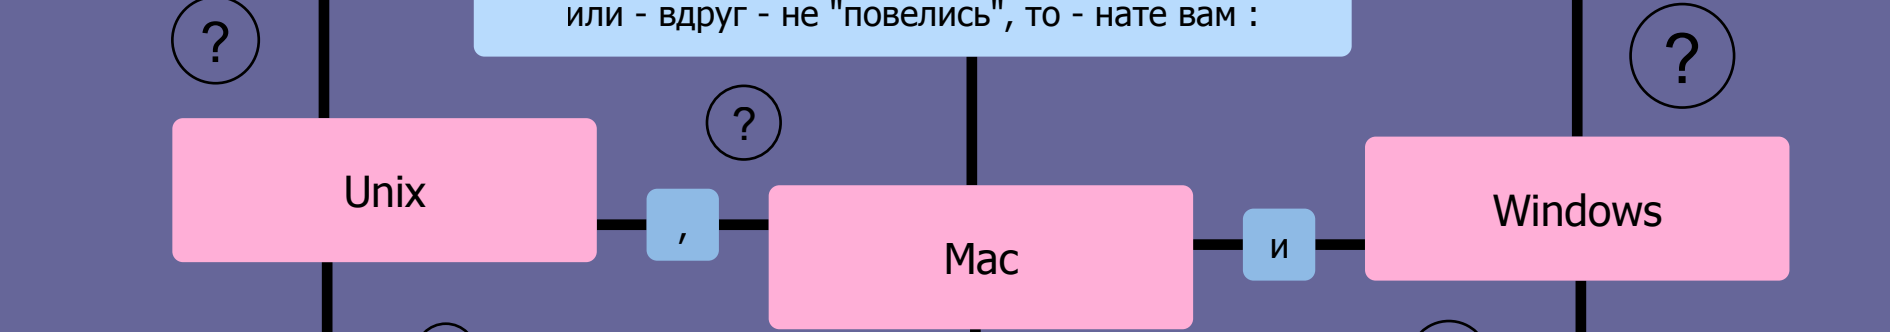 или - вдруг - не "повелись", то - нате вам :
?
?
?
Unix
,
Mac
и
Windows